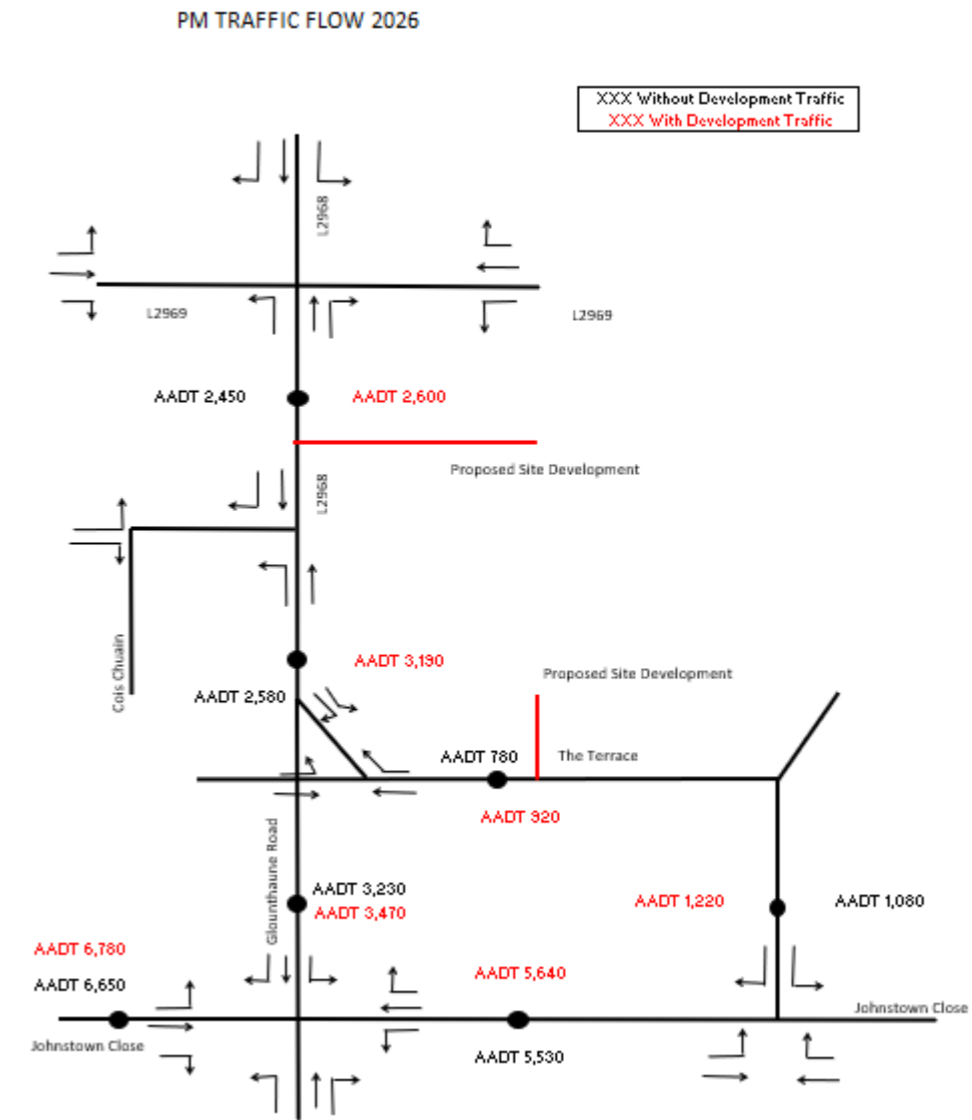 PM TRAFFIC FLOW 2026
XXX Without Development Traffic
XXX With Development Traffic
L2968
L2969
L2969
AADT 2,450
AADT 2,600
Proposed Site Development
L2968
Cois Chuain
AADT 3,190
AADT 2,580
Proposed Site Development
AADT 780
The Terrace
AADT 920
Glounthaune Road
AADT 3,230
AADT 3,470
AADT 1,220
AADT 1,080
AADT 6,780
AADT 6,650
AADT 5,640
Johnstown Close
Johnstown Close
AADT 5,530